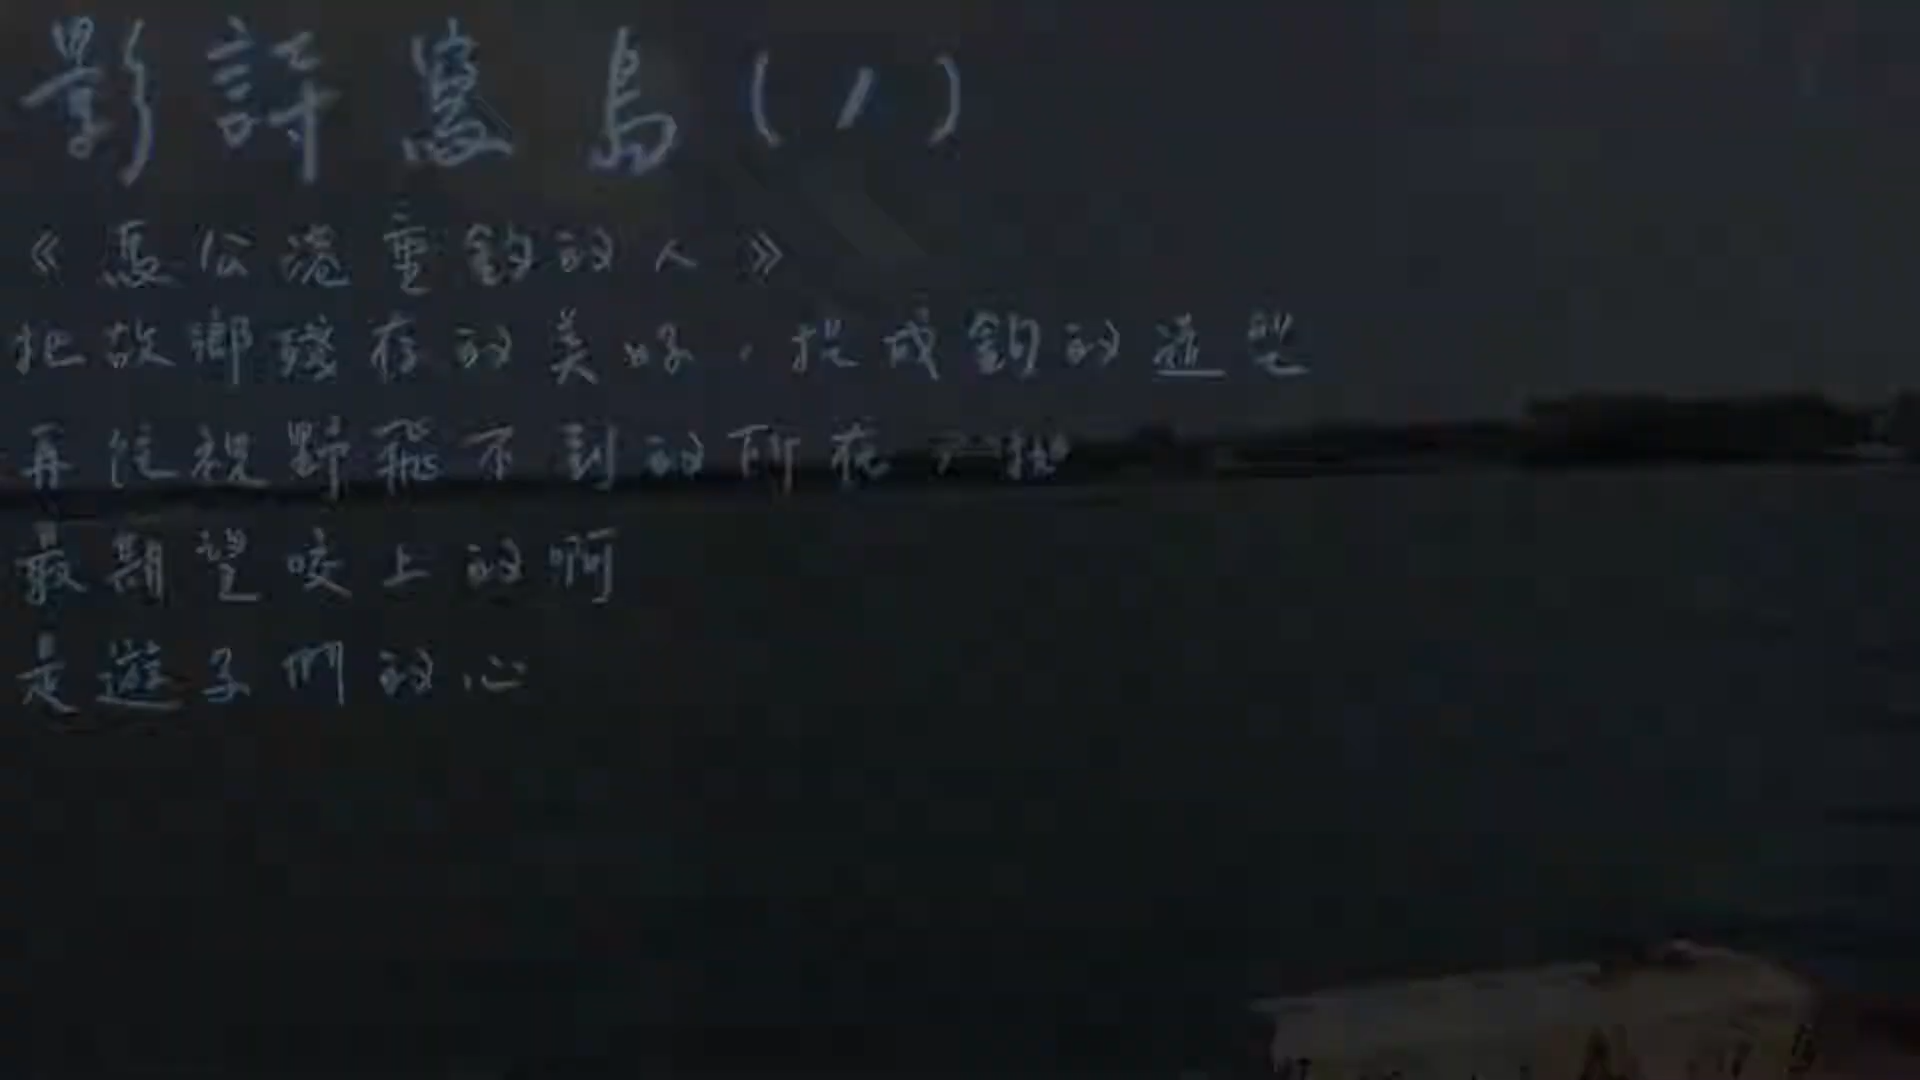 影詩寫島(1)
《馬公港垂釣的人》
把故鄉殘存的美好,捏成釣的
再往視野飛不到的所在一拋
最期望咬上的啊
是遊子們的心